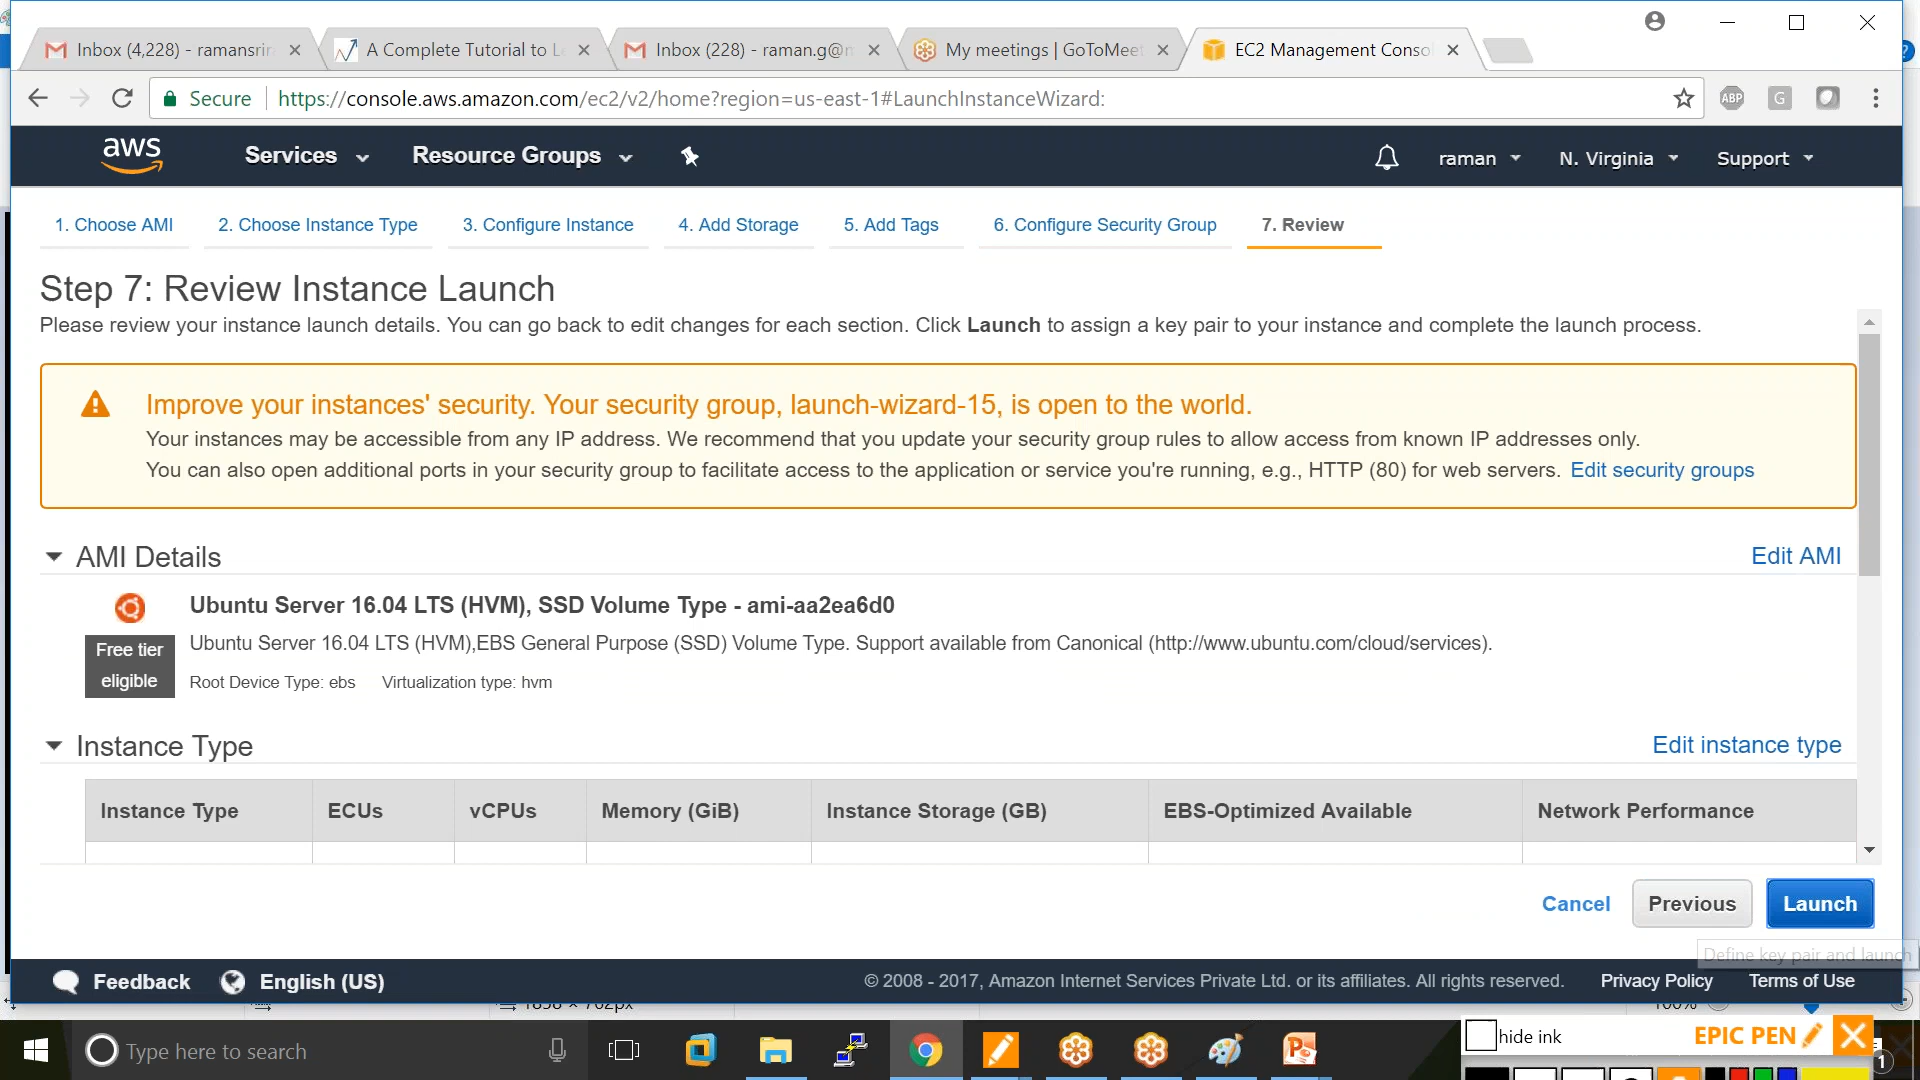 Inbox (4,228) - ramansrir
A Complete Tutorial to Le
Inbox (228) - raman.g@m
My meetings | GoToMeet
EC2 Management Consol
Secure
https://console.aws.amazon.com/ec2/v2/home?region=us-east-1#LaunchInstanceWizard:
ABP
G
aws
Services
Resource Groups
raman
N. Virginia
Support
1. Choose AMI
2. Choose Instance Type
3. Configure Instance
4. Add Storage
5. Add Tags
6. Configure Security Group
7. Review
Step 7: Review Instance Launch
Please review your instance launch details. You can go back to edit changes for each section. Click Launch to assign a key pair to your instance and complete the launch process.
Improve your instances' security. Your security group, launch-wizard-15, is open to the world.
Your instances may be accessible from any IP address. We recommend that you update your security group rules to allow access from known IP addresses only.
You can also open additional ports in your security group to facilitate access to the application or service you're running, e.g., HTTP (80) for web servers. Edit security groups
AMI Details
Edit AMI
Ubuntu Server 16.04 LTS (HVM), SSD Volume Type - ami-aa2ea6d0
Free tier
eligible
Ubuntu Server 16.04 LTS (HVM),EBS General Purpose (SSD) Volume Type. Support available from Canonical (http://www.ubuntu.com/cloud/services).
Root Device Type: ebs
Virtualization type: hvm
Instance Type
Edit instance type
Instance Type
ECUs
vCPUs
Memory (GiB)
Instance Storage (GB)
EBS-Optimized Available
Network Performance
Cancel
Previous
Launch
Define key pair and launch
Feedback
English (US)
© 2008 - 2017, Amazon Internet Services Private Ltd. or its affiliates. All rights reserved.
Privacy Policy
Terms of Use
100%
Type here to search
hide ink
EPIC PEN
1